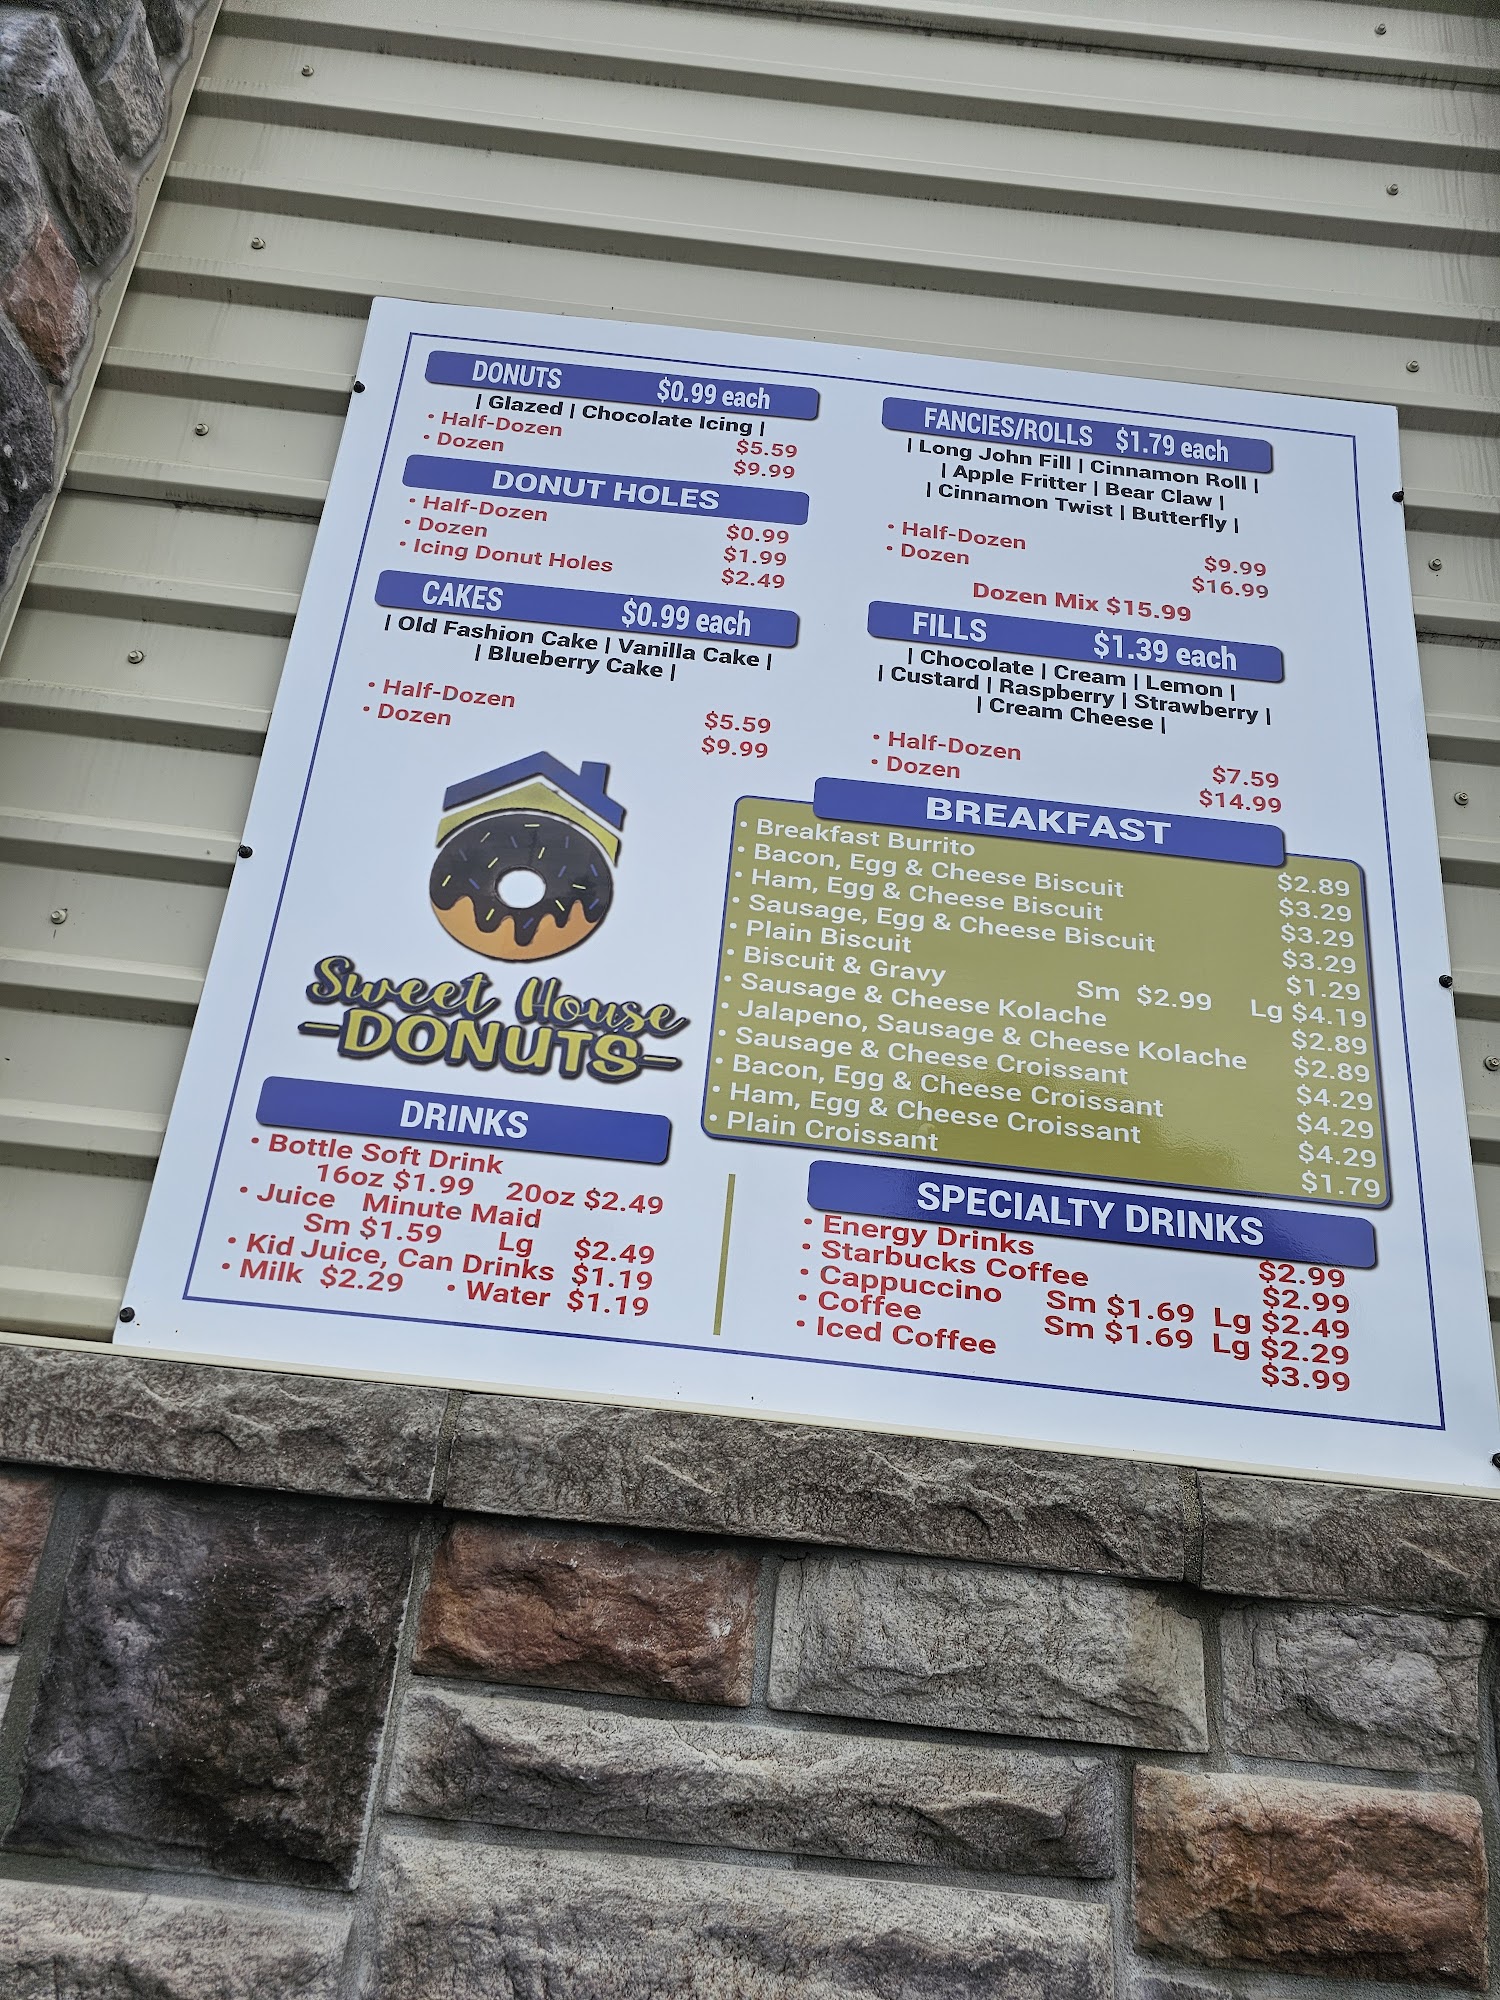 DONUTS $0.99 each
| Glazed | Chocolate Icing |
• Half-Dozen $5.59
• Dozen $9.99
DONUT HOLES
• Half-Dozen $0.99
• Dozen $1.99
• Icing Donut Holes $2.49
CAKES $0.99 each
| Old Fashion Cake | Vanilla Cake |
| Blueberry Cake |
• Half-Dozen $5.59
• Dozen $9.99
Sweet House
-DONUTS-
DRINKS
• Bottle Soft Drink
16oz $1.99 20oz $2.49
• Juice Minute Maid
Sm $1.59 Lg $2.49
• Kid Juice, Can Drinks $1.19
• Milk $2.29 • Water $1.19
FANCIES/ROLLS $1.79 each
| Long John Fill | Cinnamon Roll |
| Apple Fritter | Bear Claw |
| Cinnamon Twist | Butterfly |
• Half-Dozen $9.99
• Dozen $16.99
Dozen Mix $15.99
FILLS $1.39 each
| Chocolate | Cream | Lemon |
| Custard | Raspberry | Strawberry |
| Cream Cheese |
• Half-Dozen $7.59
• Dozen $14.99
BREAKFAST
• Breakfast Burrito $2.89
• Bacon, Egg & Cheese Biscuit $3.29
• Ham, Egg & Cheese Biscuit $3.29
• Sausage, Egg & Cheese Biscuit $3.29
• Plain Biscuit $1.29
• Biscuit & Gravy Sm $2.99 Lg $4.19
• Sausage & Cheese Kolache $2.89
• Jalapeno, Sausage & Cheese Kolache $2.89
• Sausage & Cheese Croissant $4.29
• Bacon, Egg & Cheese Croissant $4.29
• Ham, Egg & Cheese Croissant $4.29
• Plain Croissant $1.79
SPECIALTY DRINKS
• Energy Drinks $2.99
• Starbucks Coffee $2.99
• Cappuccino Sm $1.69 Lg $2.49
• Coffee Sm $1.69 Lg $2.29
• Iced Coffee $3.99